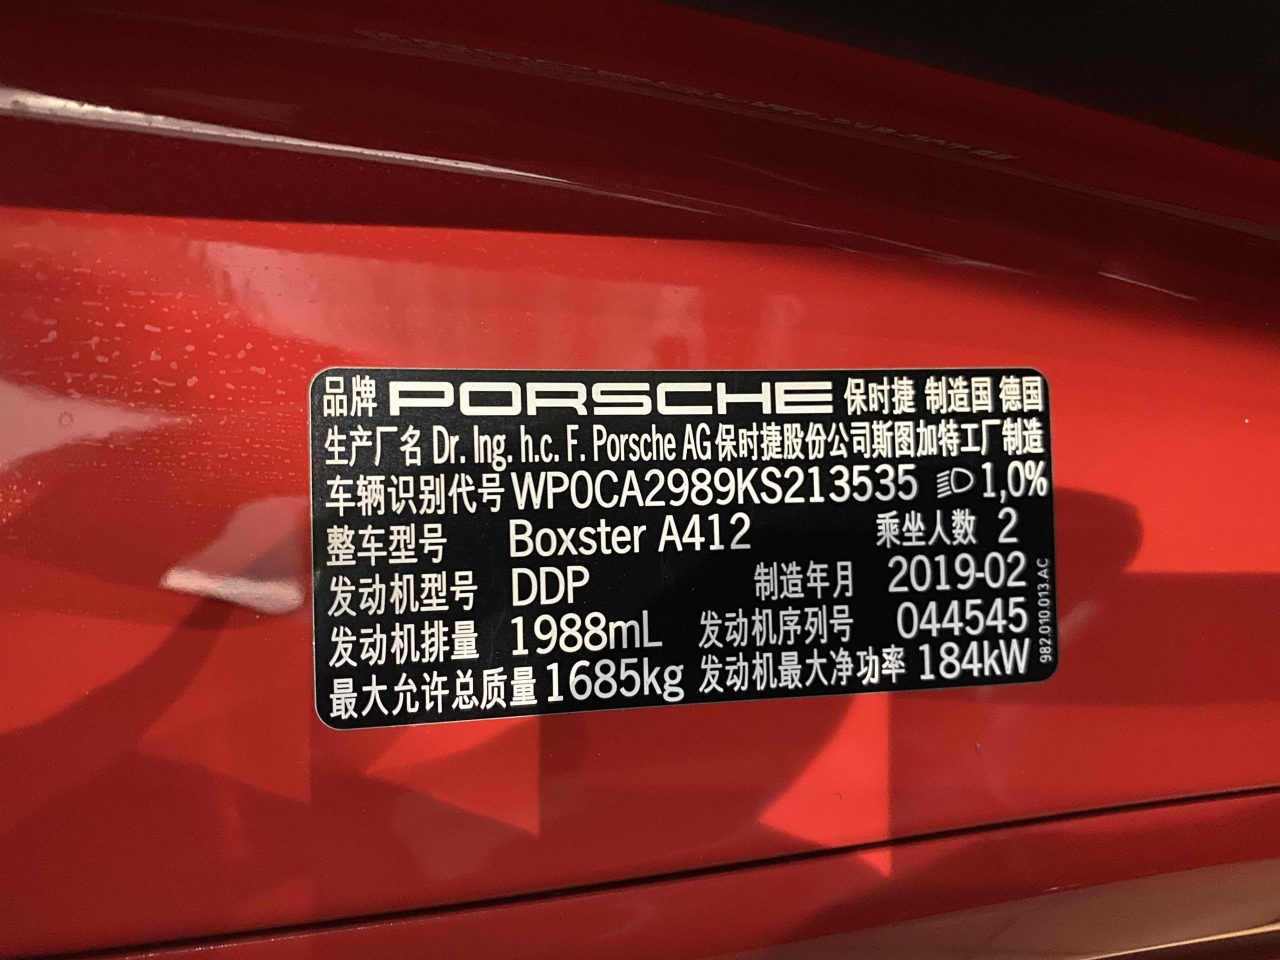 品牌 PORSCHE 保时捷 制造国 德国
生产厂名 Dr. Ing. h.c. F. Porsche AG 保时捷股份公司斯图加特工厂制造
车辆识别代号 WP0CA2989KS213535 1,0%
整车型号 Boxster A412 乘坐人数 2
发动机型号 DDP 制造年月 2019-02
发动机排量 1988mL 发动机序列号 044545
最大允许总质量 1685kg 发动机最大净功率 184kW
982.010.013.AC